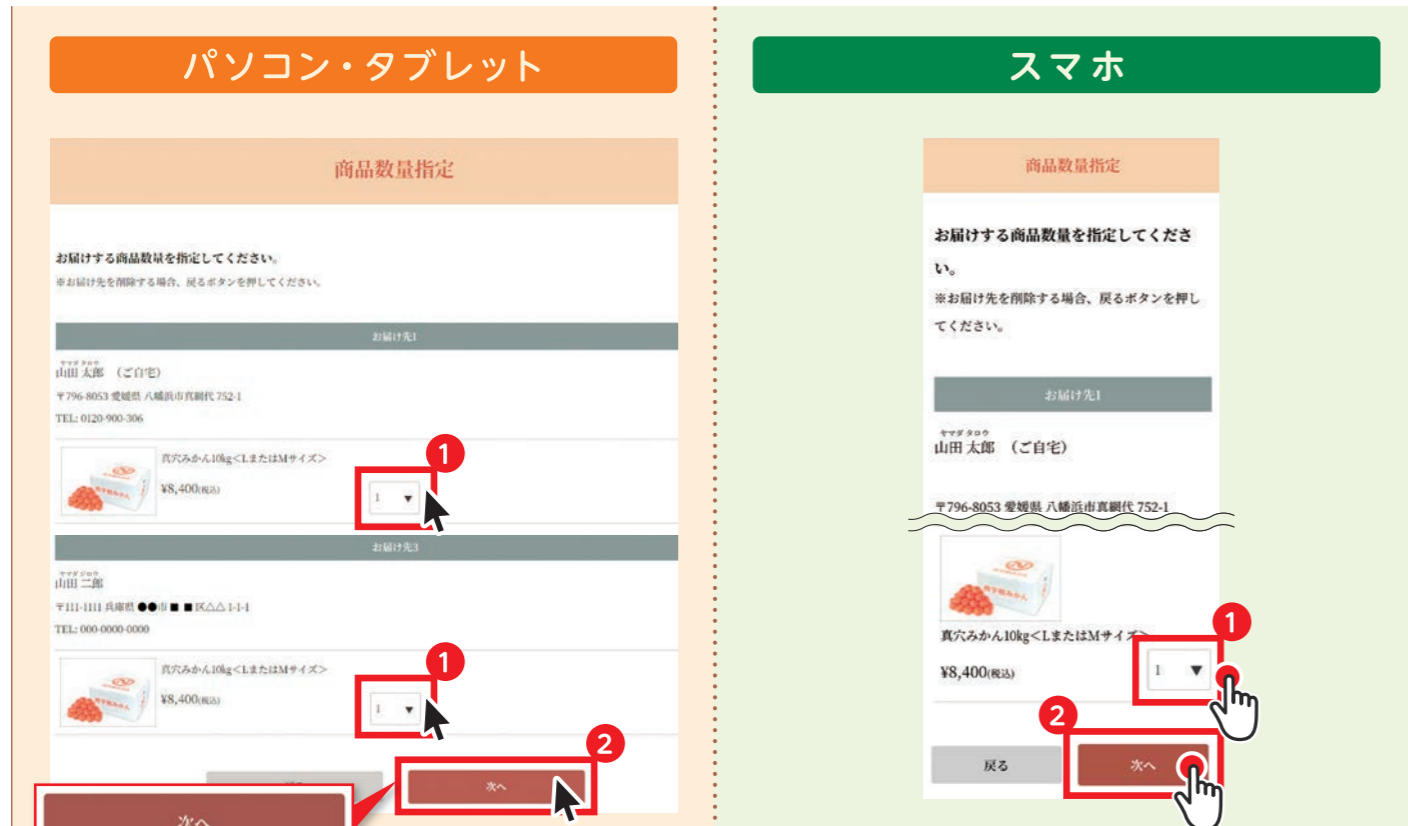 パソコン・タブレット
商品数量指定
お届けする商品数量を指定してください。
※お届け先を削除する場合、戻るボタンを押してください。
お届け先1
ヤマダ タロウ
山田 太郎 （ご自宅）
〒796-8053 愛媛県 八幡浜市真網代 752-1
TEL: 0120-900-306
真穴みかん10kg<LまたはMサイズ>
¥8,400(税込)
1
1 ▼
お届け先3
ヤマダ ジロウ
山田 二郎
〒111-1111 兵庫県 ●●市 ■ ■ 区△△ 1-1-1
TEL: 000-0000-0000
真穴みかん10kg<LまたはMサイズ>
¥8,400(税込)
1
1 ▼
2
次へ
次へ
スマホ
商品数量指定
お届けする商品数量を指定してくださ
い。
※お届け先を削除する場合、戻るボタンを押し
てください。
お届け先1
ヤマダ タロウ
山田 太郎 （ご自宅）
〒796-8053 愛媛県 八幡浜市真網代 752-1
真穴みかん10kg<LまたはMサイズ>
¥8,400(税込)
1
1 ▼
2
戻る
次へ